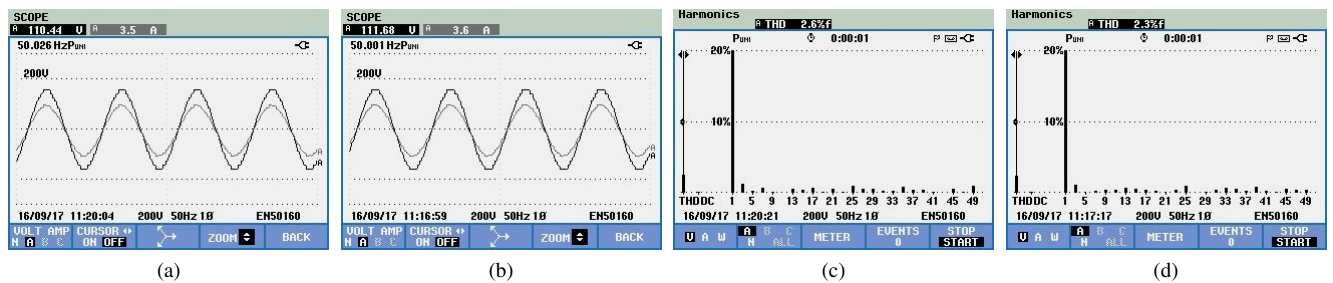 SCOPE
A 110.44 V A 3.5 A
50.026 Hz PUNI
200V
A
A
16/09/17 11:20:04 200V 50Hz 1Ø EN50160
VOLT AMP CURSOR ZOOM BACK
N A B C ON OFF
(a)
SCOPE
A 111.68 V A 3.6 A
50.001 Hz PUNI
200V
A
A
16/09/17 11:16:59 200V 50Hz 1Ø EN50160
VOLT AMP CURSOR ZOOM BACK
N A B C ON OFF
(b)
Harmonics
A THD 2.6%f
PUNI 0:00:01
20%
10%
THDDC 1 5 9 13 17 21 25 29 33 37 41 45 49
16/09/17 11:20:21 200V 50Hz 1Ø EN50160
V A W A B C N ALL METER EVENTS 0 STOP START
(c)
Harmonics
A THD 2.3%f
PUNI 0:00:01
20%
10%
THDDC 1 5 9 13 17 21 25 29 33 37 41 45 49
16/09/17 11:17:17 200V 50Hz 1Ø EN50160
V A W A B C N ALL METER EVENTS 0 STOP START
(d)